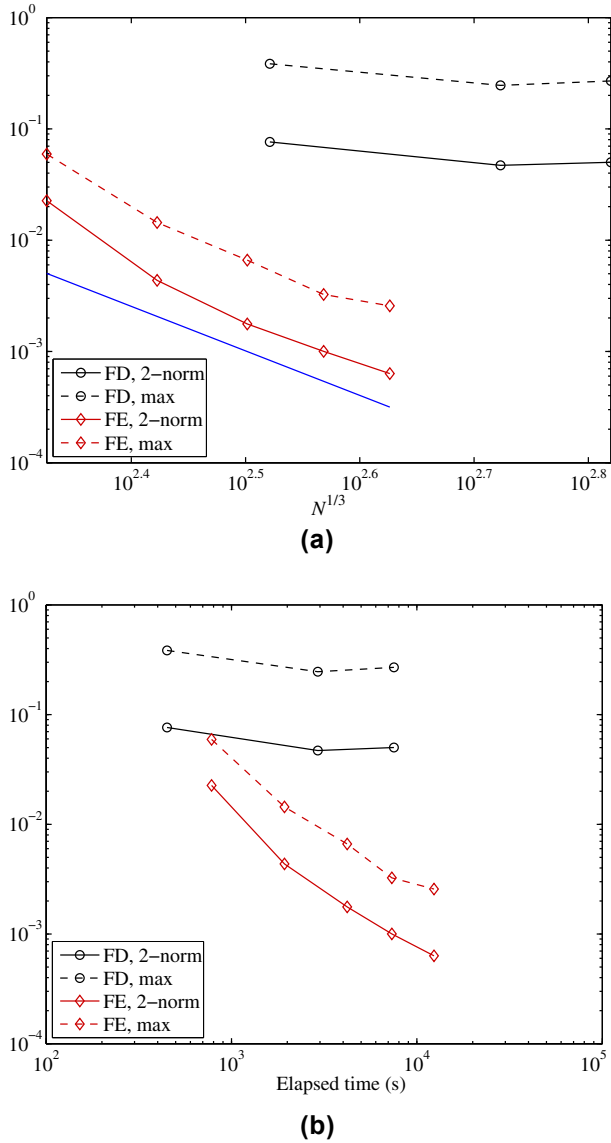 10^0
10^-1
10^-2
10^-3
10^-4
FD, 2-norm
FD, max
FE, 2-norm
FE, max
10^2.4 10^2.5 10^2.6 10^2.7 10^2.8
N^1/3
(a)
10^0
10^-1
10^-2
10^-3
10^-4
FD, 2-norm
FD, max
FE, 2-norm
FE, max
10^2 10^3 10^4 10^5
Elapsed time (s)
(b)